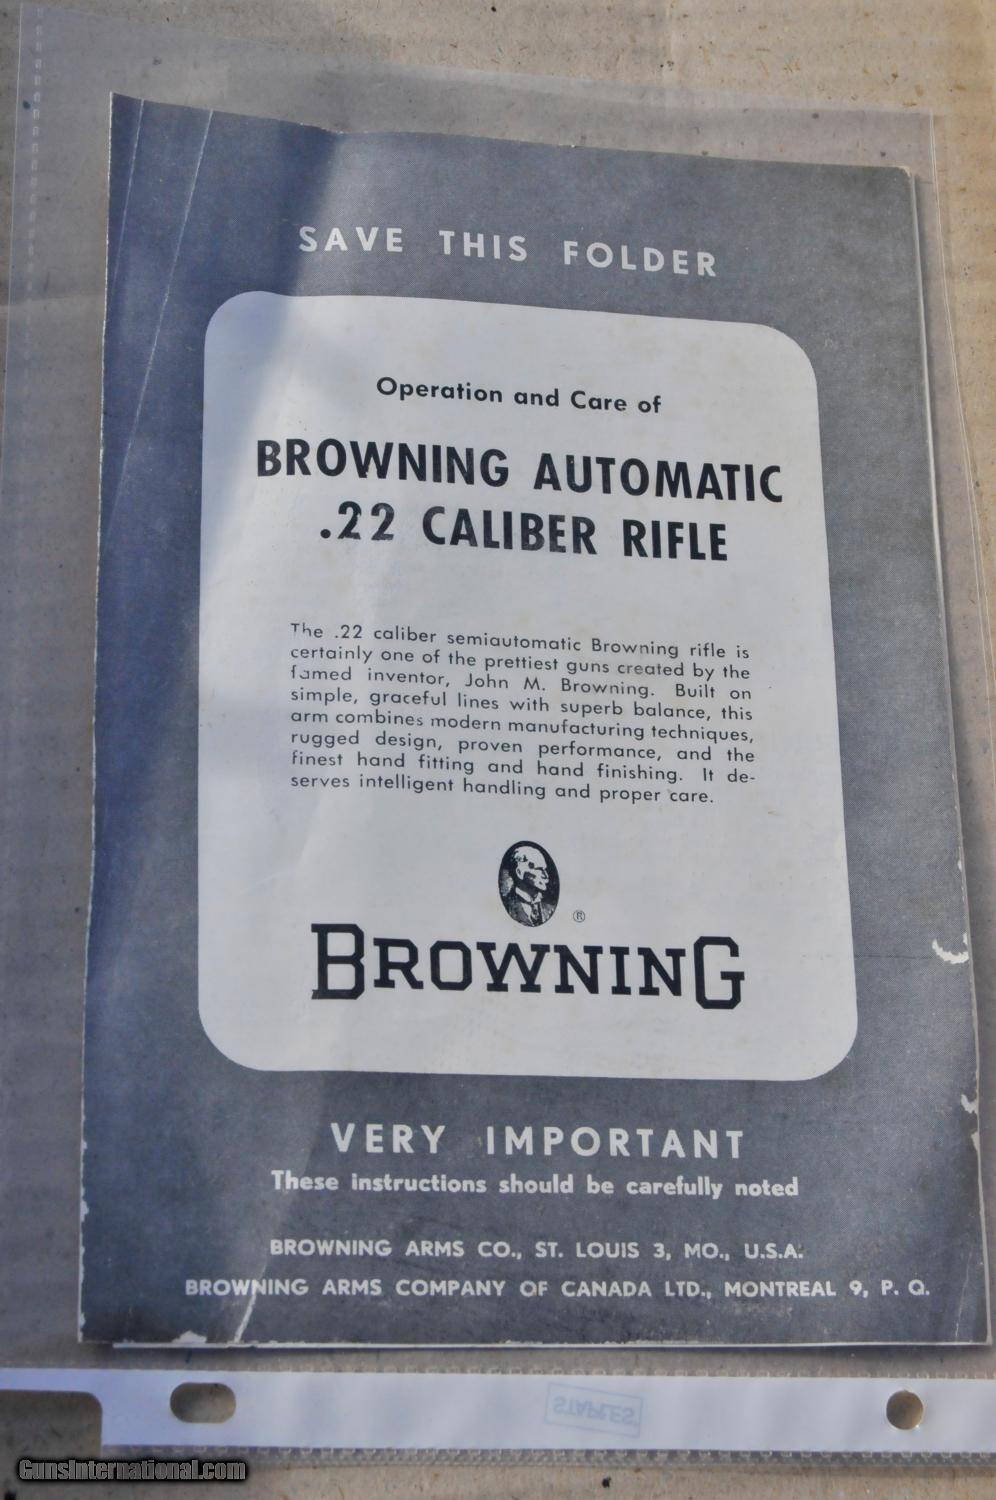 SAVE THIS FOLDER
Operation and Care of
BROWNING AUTOMATIC
.22 CALIBER RIFLE
The .22 caliber semiautomatic Browning rifle is
certainly one of the prettiest guns created by the
famed inventor, John M. Browning. Built on
simple, graceful lines with superb balance, this
arm combines modern manufacturing techniques,
rugged design, proven performance, and the
finest hand fitting and hand finishing. It de-
serves intelligent handling and proper care.
®
BROWNING
VERY IMPORTANT
These instructions should be carefully noted
BROWNING ARMS CO., ST. LOUIS 3, MO., U.S.A.
BROWNING ARMS COMPANY OF CANADA LTD., MONTREAL 9, P. Q.
STAPLES
GunsInternational.com